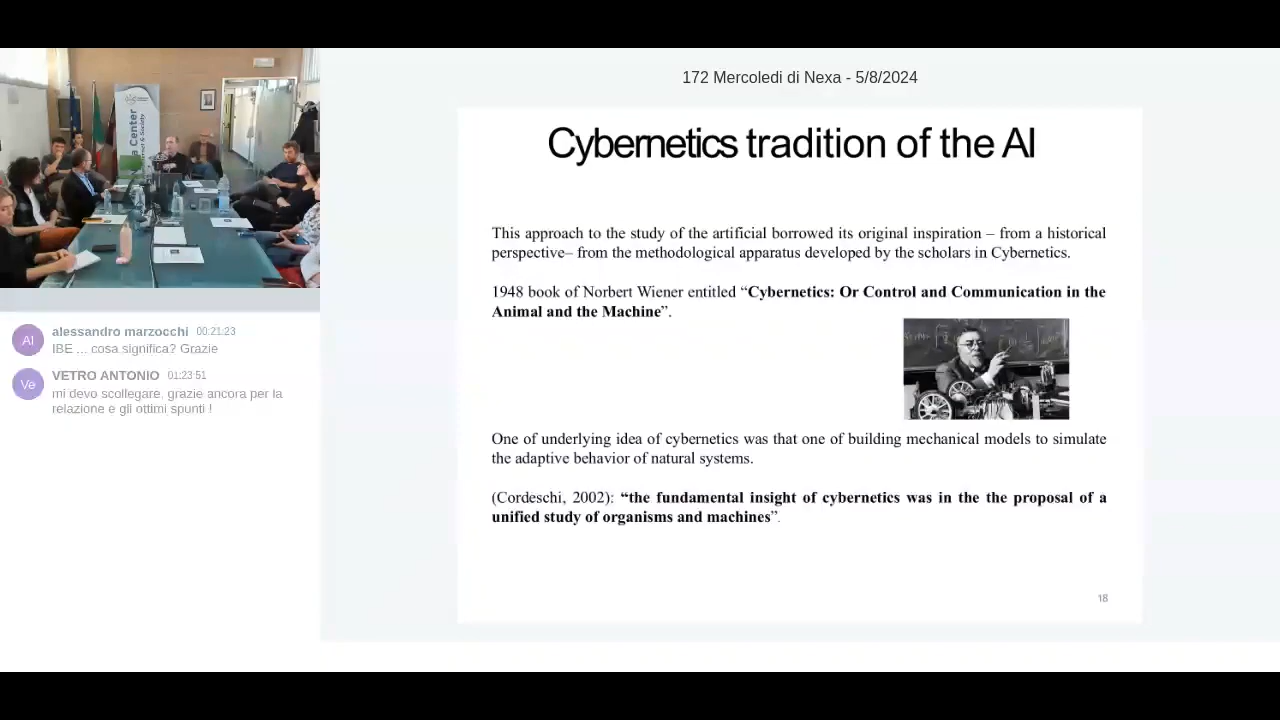 172 Mercoledi di Nexa - 5/8/2024
a Center
Cybernetics tradition of the AI
This approach to the study of the artificial borrowed its original inspiration – from a historical
perspective– from the methodological apparatus developed by the scholars in Cybernetics.
1948 book of Norbert Wiener entitled “Cybernetics: Or Control and Communication in the
Animal and the Machine”.
One of underlying idea of cybernetics was that one of building mechanical models to simulate
the adaptive behavior of natural systems.
(Cordeschi, 2002): “the fundamental insight of cybernetics was in the the proposal of a
unified study of organisms and machines”.
18
Al
alessandro marzocchi 00:21:23
IBE ... cosa significa? Grazie
Ve
VETRO ANTONIO 01:23:51
mi devo scollegare, grazie ancora per la
relazione e gli ottimi spunti !